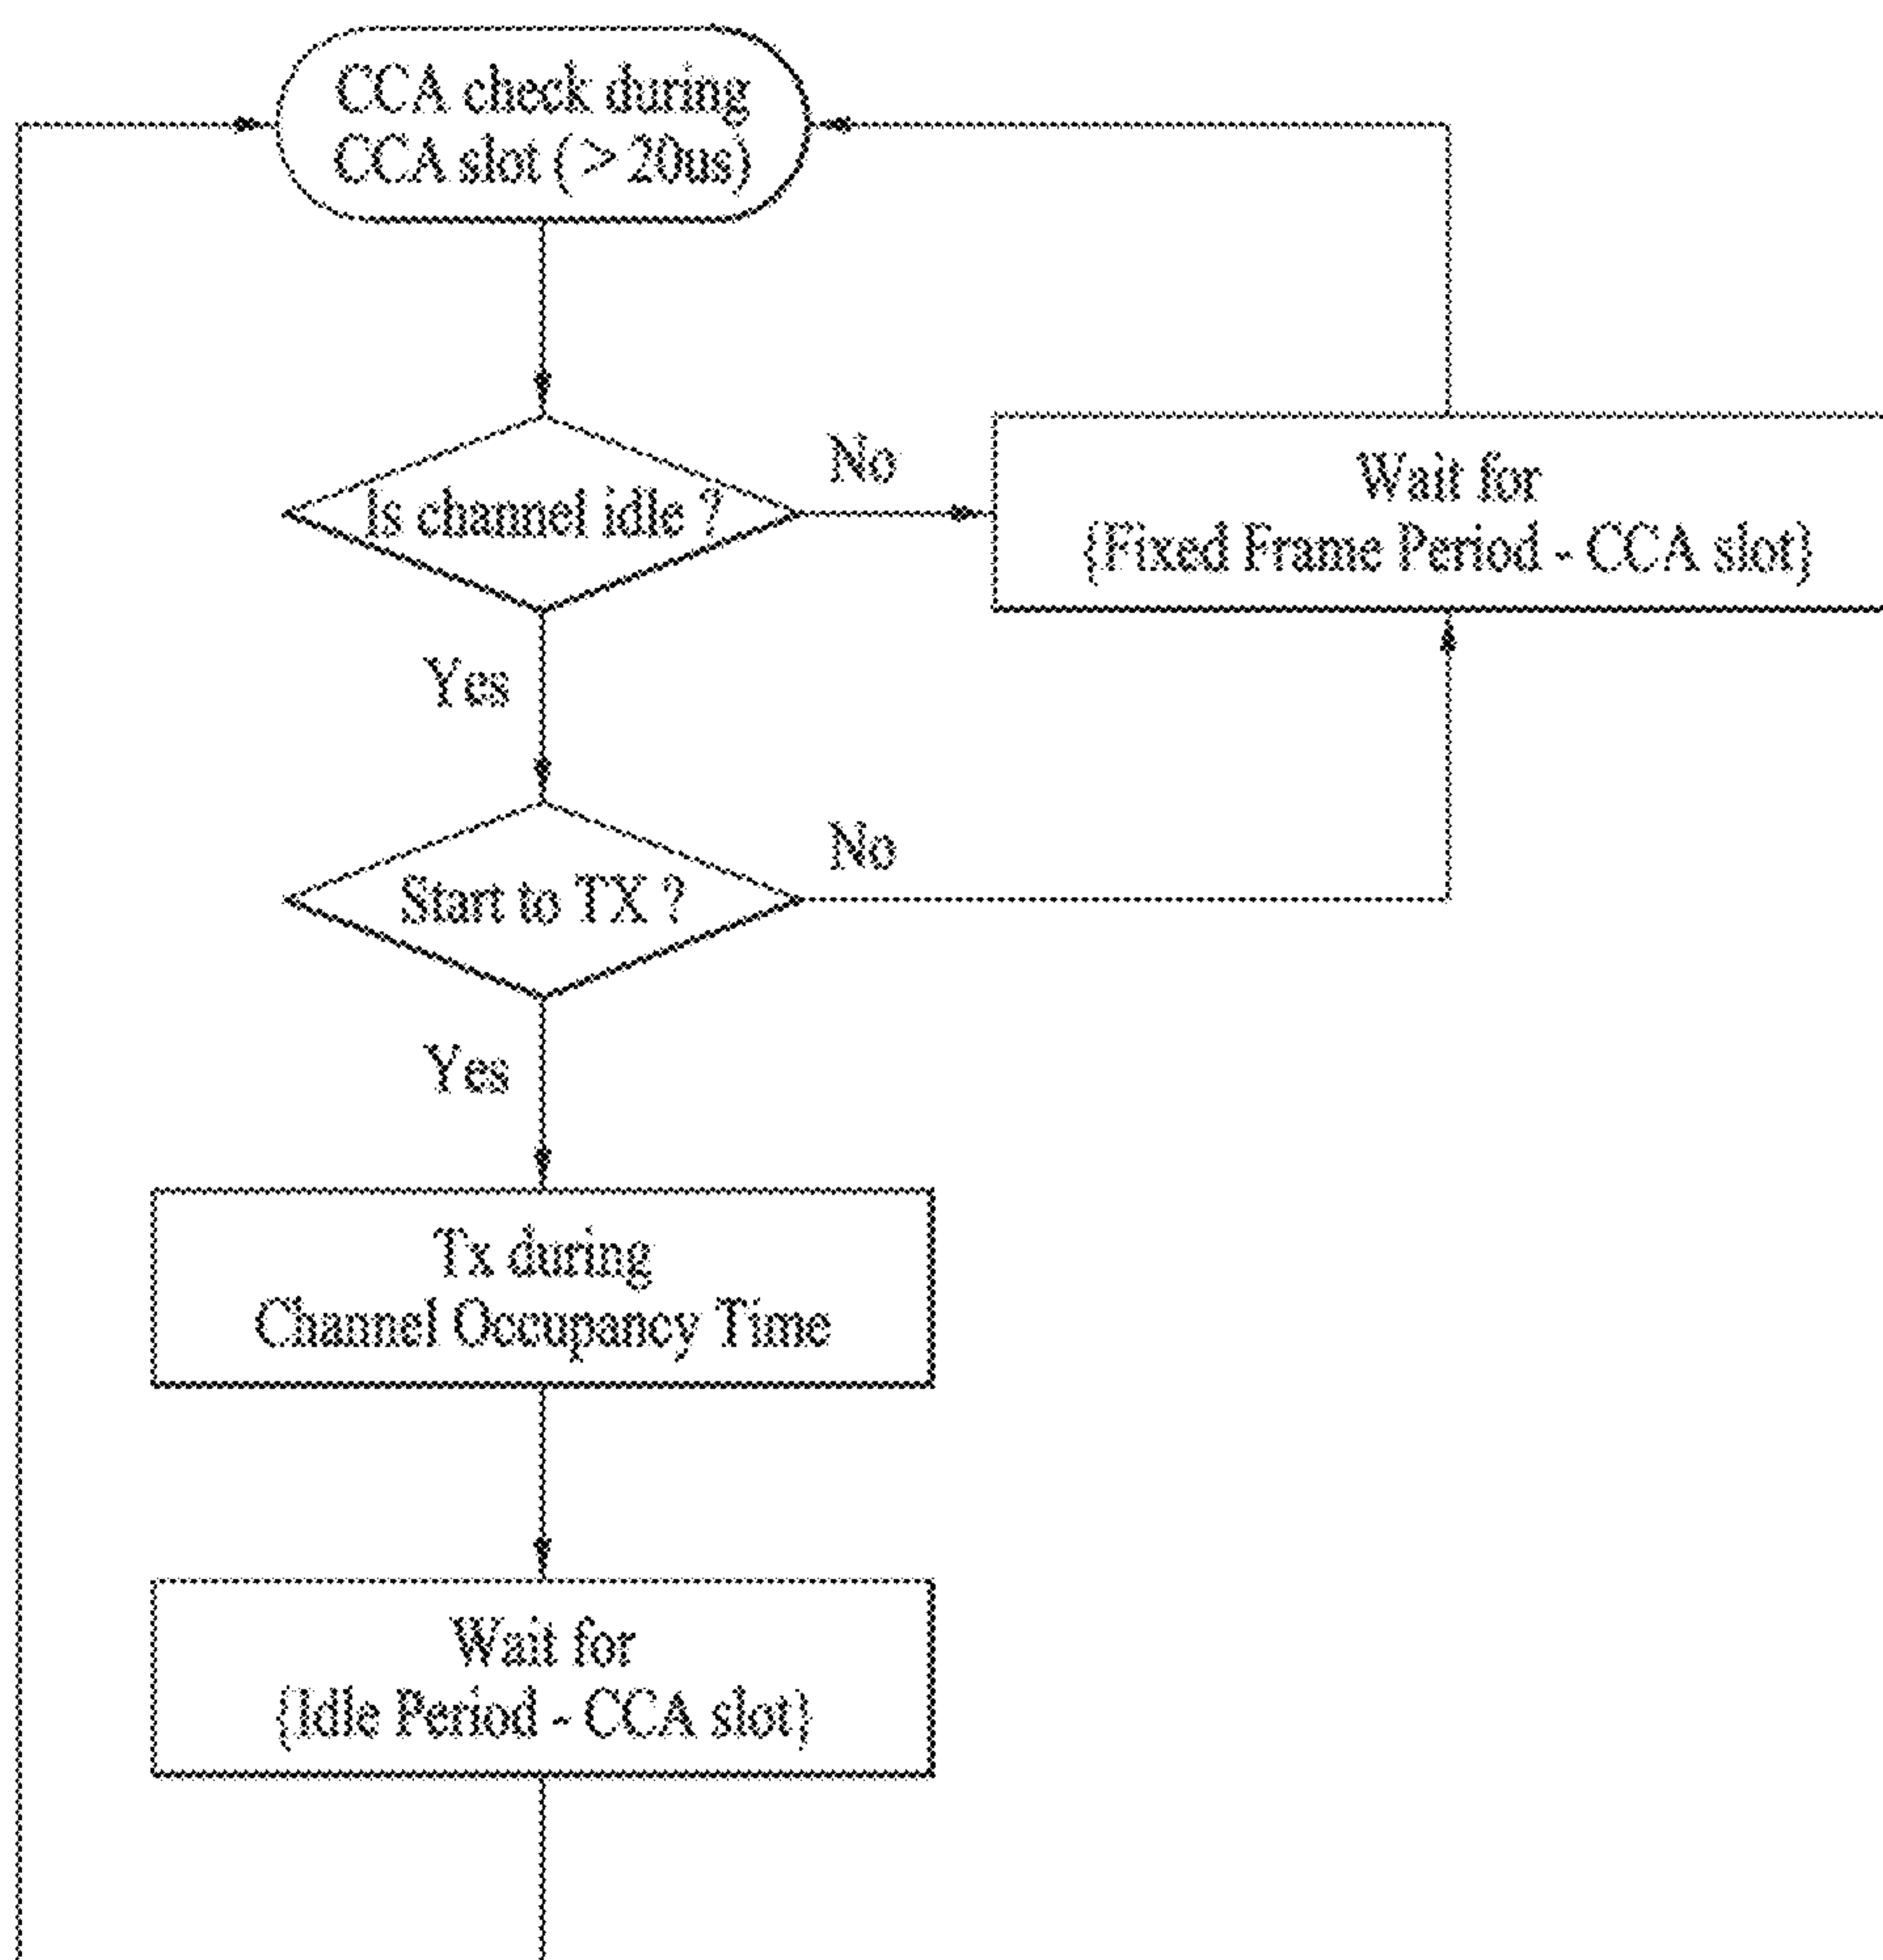 CCA check during
CCA slot ( > 20us)
Is channel idle ?
No
Wait for
{Fixed Frame Period - CCA slot}
Yes
Start to TX ?
No
Yes
Tx during
Channel Occupancy Time
Wait for
{Idle Period - CCA slot}